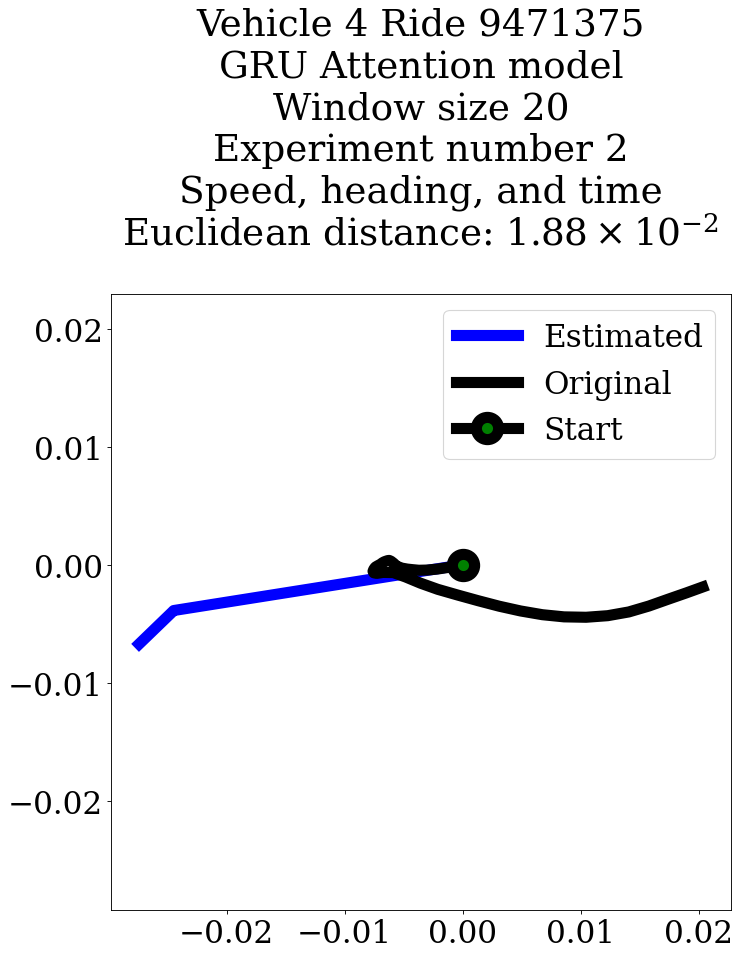 Vehicle 4 Ride 9471375
GRU Attention model
Window size 20
Experiment number 2
Speed, heading, and time
Euclidean distance: 1.88 × 10⁻²
Estimated
Original
Start
0.02
0.01
0.00
−0.01
−0.02
−0.02 −0.01 0.00 0.01 0.02